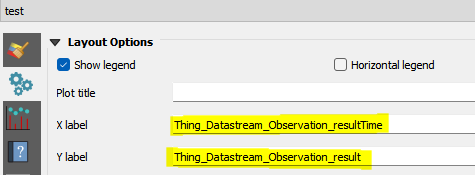 test
Layout Options
Show legend
Horizontal legend
Plot title
X label
Thing_Datastream_Observation_resultTime
Y label
Thing_Datastream_Observation_result